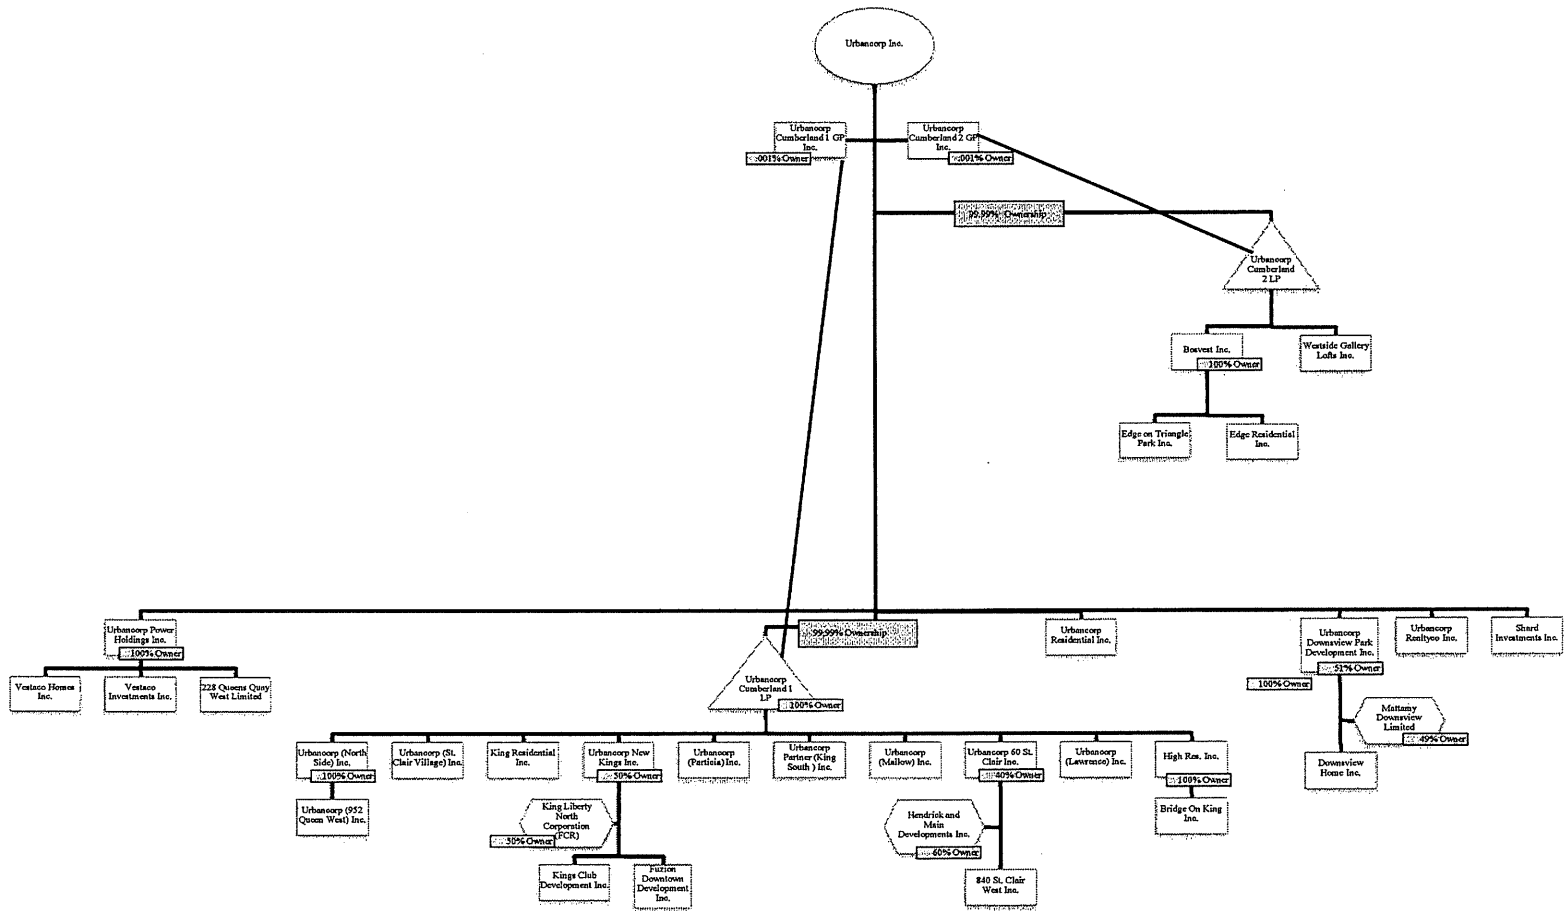 Urbancorp Inc.
Urbancorp
Cumberland 1 GP
Inc.
.001% Owner
Urbancorp
Cumberland 2 GP
Inc.
.001% Owner
99.99% Ownership
Urbancorp
Cumberland
2 LP
Bosvest Inc.
100% Owner
Westside Gallery
Lofts Inc.
Edge on Triangle
Park Inc.
Edge Residential
Inc.
Urbancorp Power
Holdings Inc.
100% Owner
99.99% Ownership
Urbancorp
Residential Inc.
Urbancorp
Downsview Park
Development Inc.
51% Owner
Urbancorp
Realtyco Inc.
Shard
Investments Inc.
Vestaco Homes
Inc.
Vestaco
Investments Inc.
228 Queens Quay
West Limited
Urbancorp
Cumberland 1
LP
100% Owner
100% Owner
Mattamy
Downsview
Limited
49% Owner
Downsview
Home Inc.
Urbancorp (North
Side) Inc.
100% Owner
Urbancorp (St.
Clair Village) Inc.
King Residential
Inc.
Urbancorp New
Kings Inc.
50% Owner
Urbancorp
(Particia) Inc.
Urbancorp
Partner (King
South ) Inc.
Urbancorp
(Mallow) Inc.
Urbancorp 60 St.
Clair Inc.
40% Owner
Urbancorp
(Lawrence) Inc.
High Res. Inc.
100% Owner
Urbancorp (952
Queen West) Inc.
King Liberty
North
Corporation
(FCR)
50% Owner
Hendrick and
Main
Developments Inc.
60% Owner
Bridge On King
Inc.
Kings Club
Development Inc.
Fuzion
Downtown
Development
Inc.
840 St. Clair
West Inc.